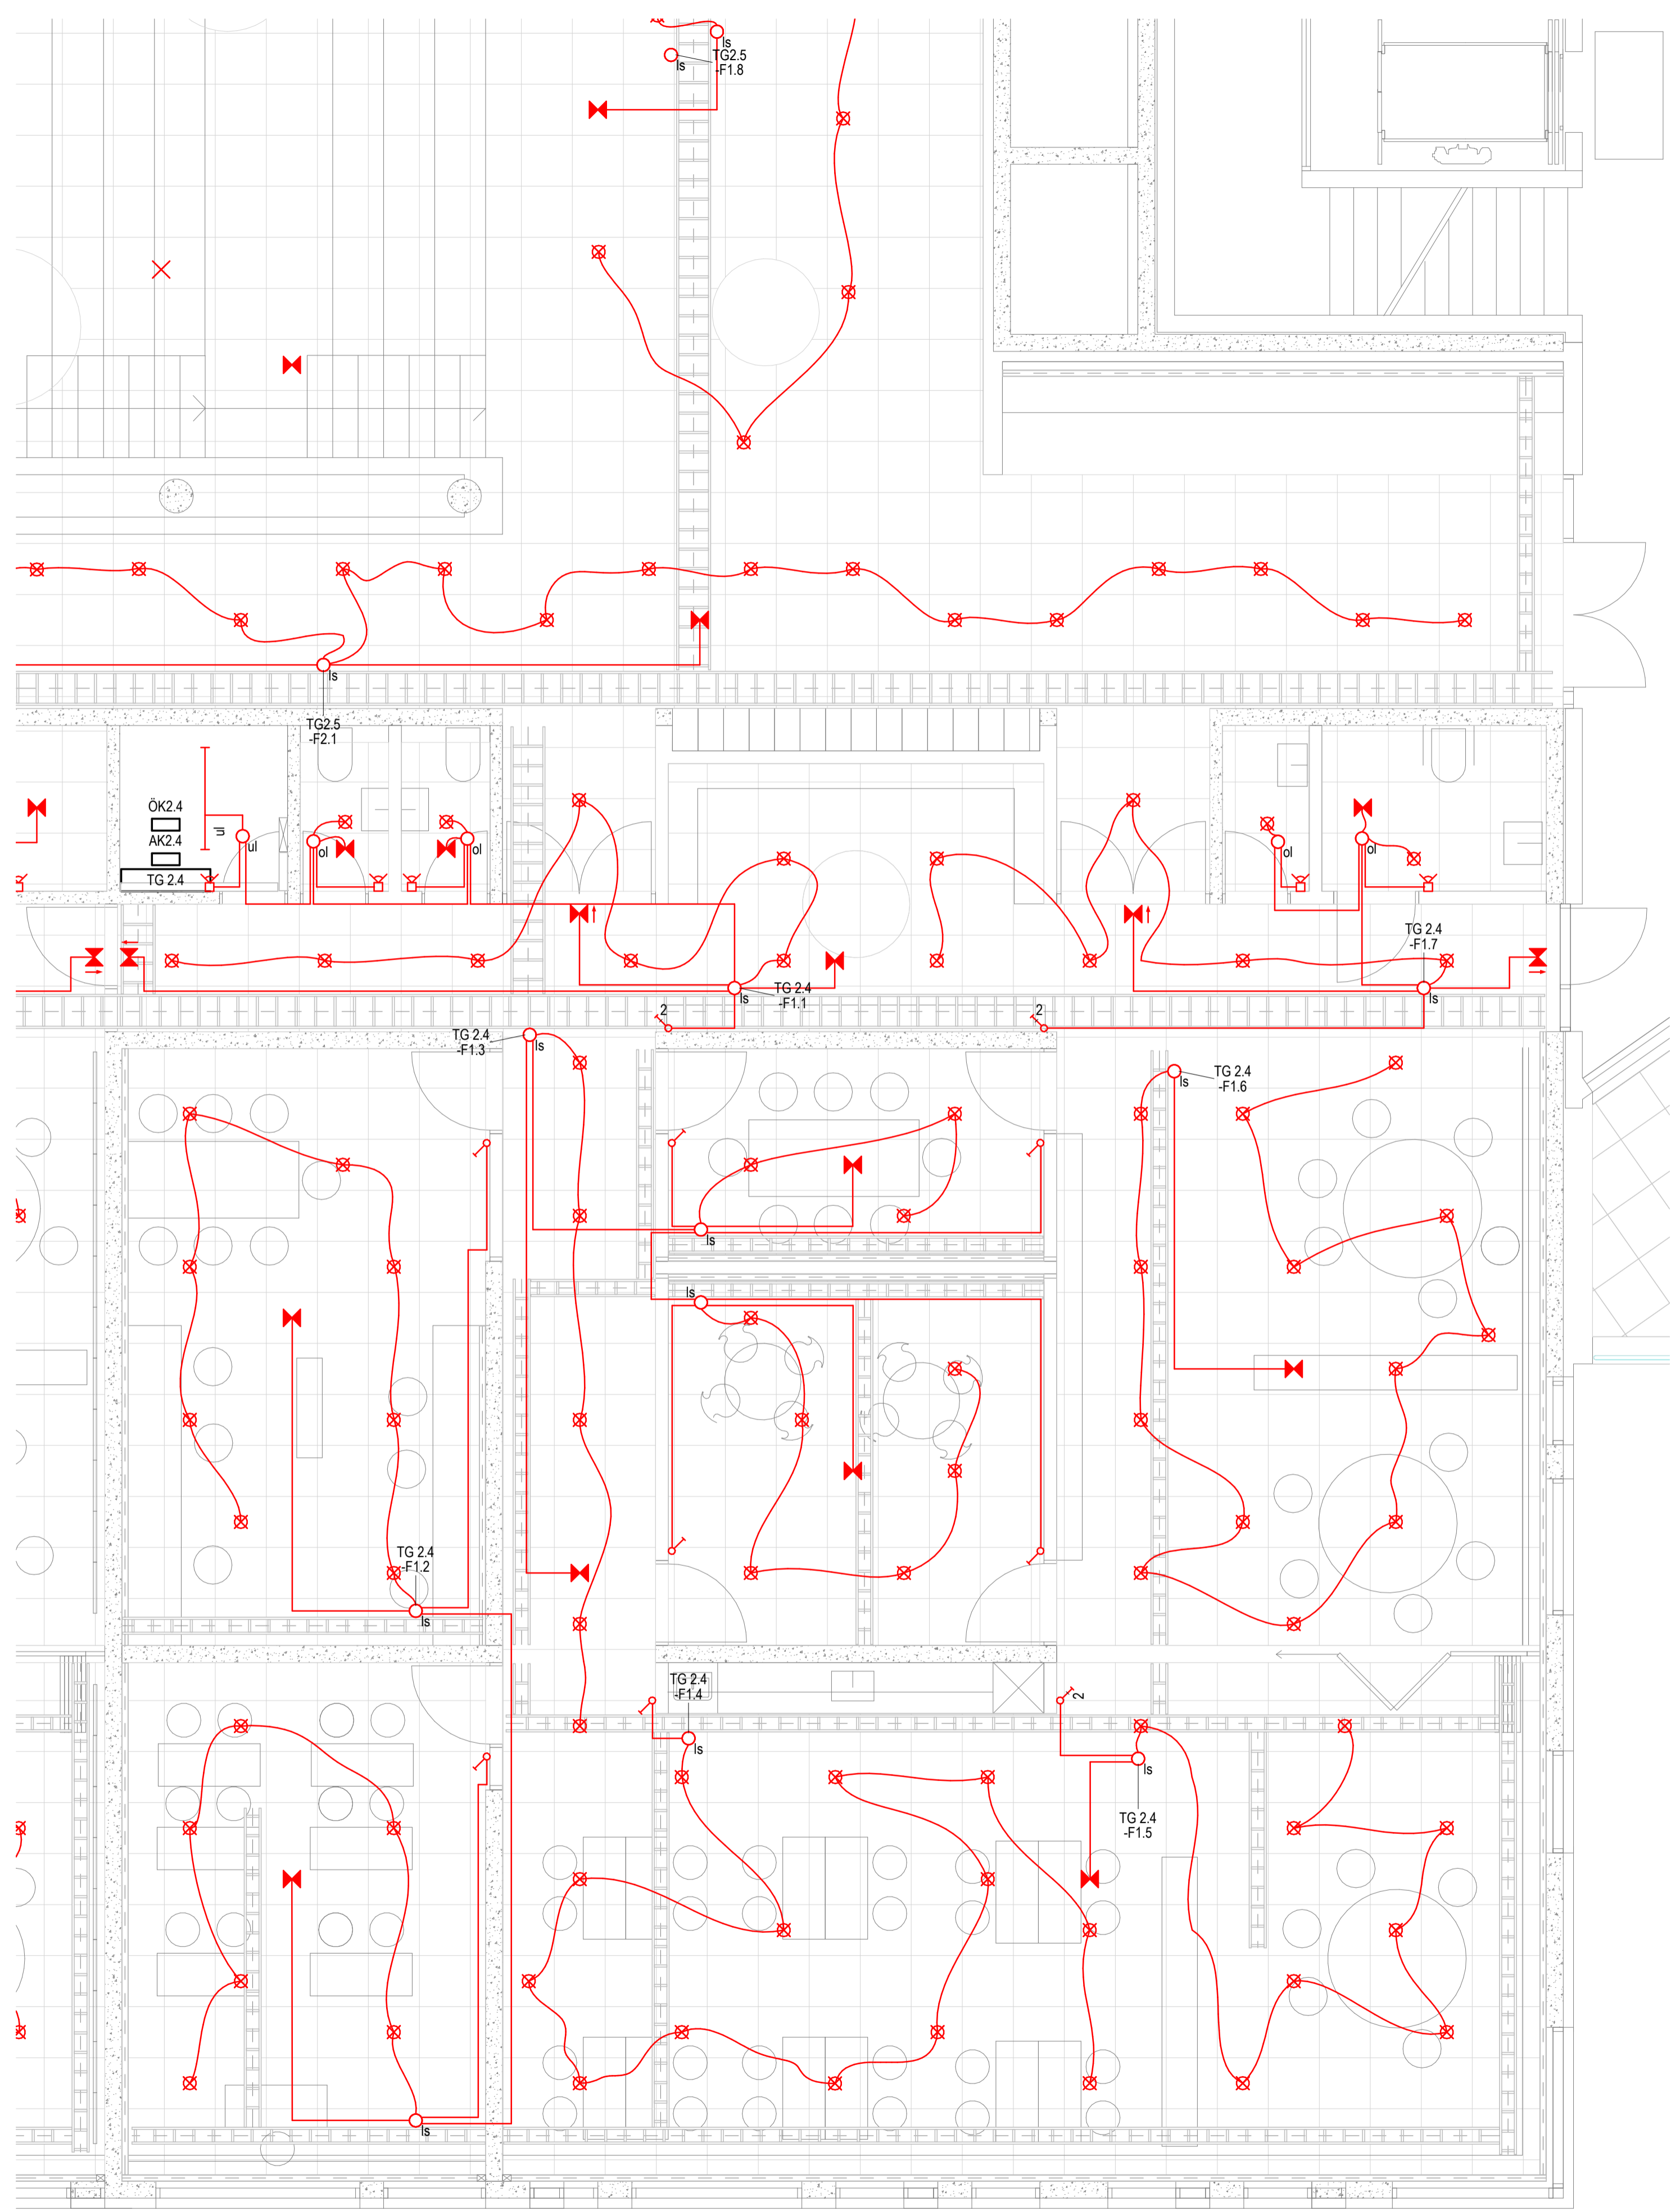 ls
ls
TG2.5
-F1.8
ls
TG2.5
-F2.1
ÖK2.4
AK2.4
TG 2.4
ul
ul
ol
ol
ol
ol
TG 2.4
-F1.7
ls
TG 2.4
-F1.1
ls
2
2
TG 2.4
-F1.3
ls
TG 2.4
-F1.6
ls
ls
ls
TG 2.4
-F1.2
ls
TG 2.4
-F1.4
ls
2
ls
TG 2.4
-F1.5
ls